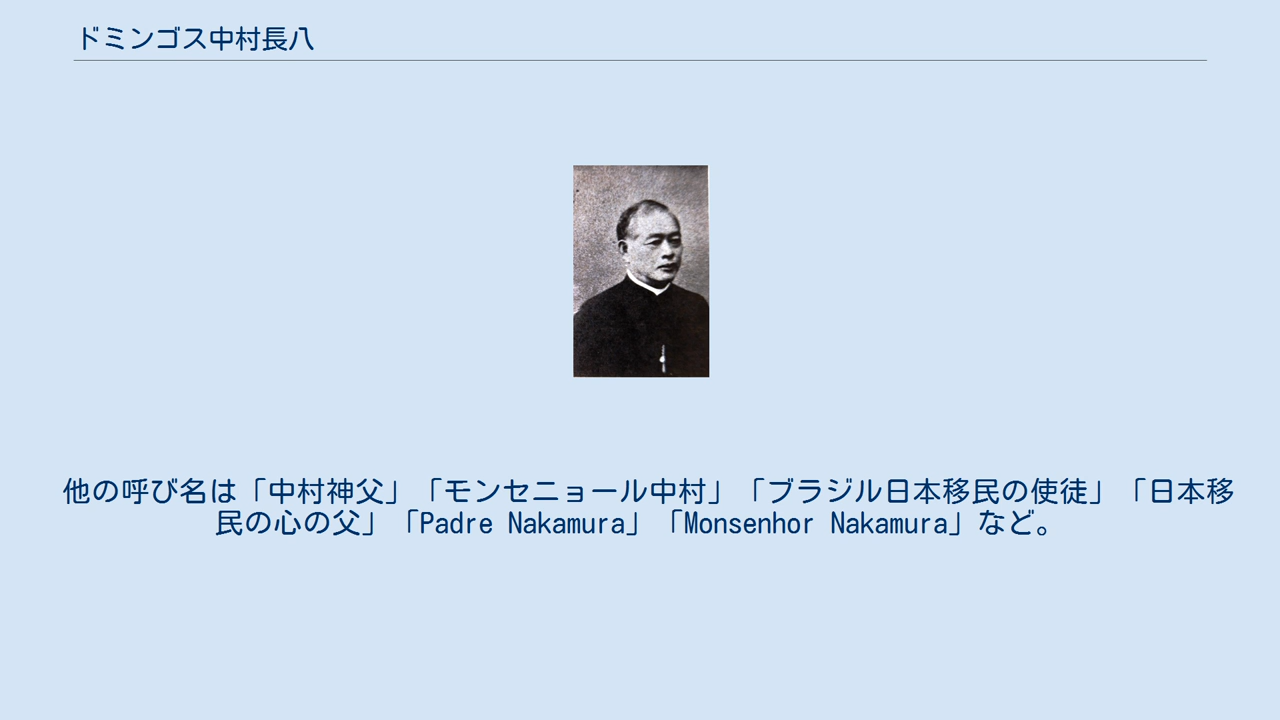 ドミンゴス中村長八
他の呼び名は「中村神父」「モンセニョール中村」「ブラジル日本移民の使徒」「日本移
民の心の父」「Padre Nakamura」「Monsenhor Nakamura」など。